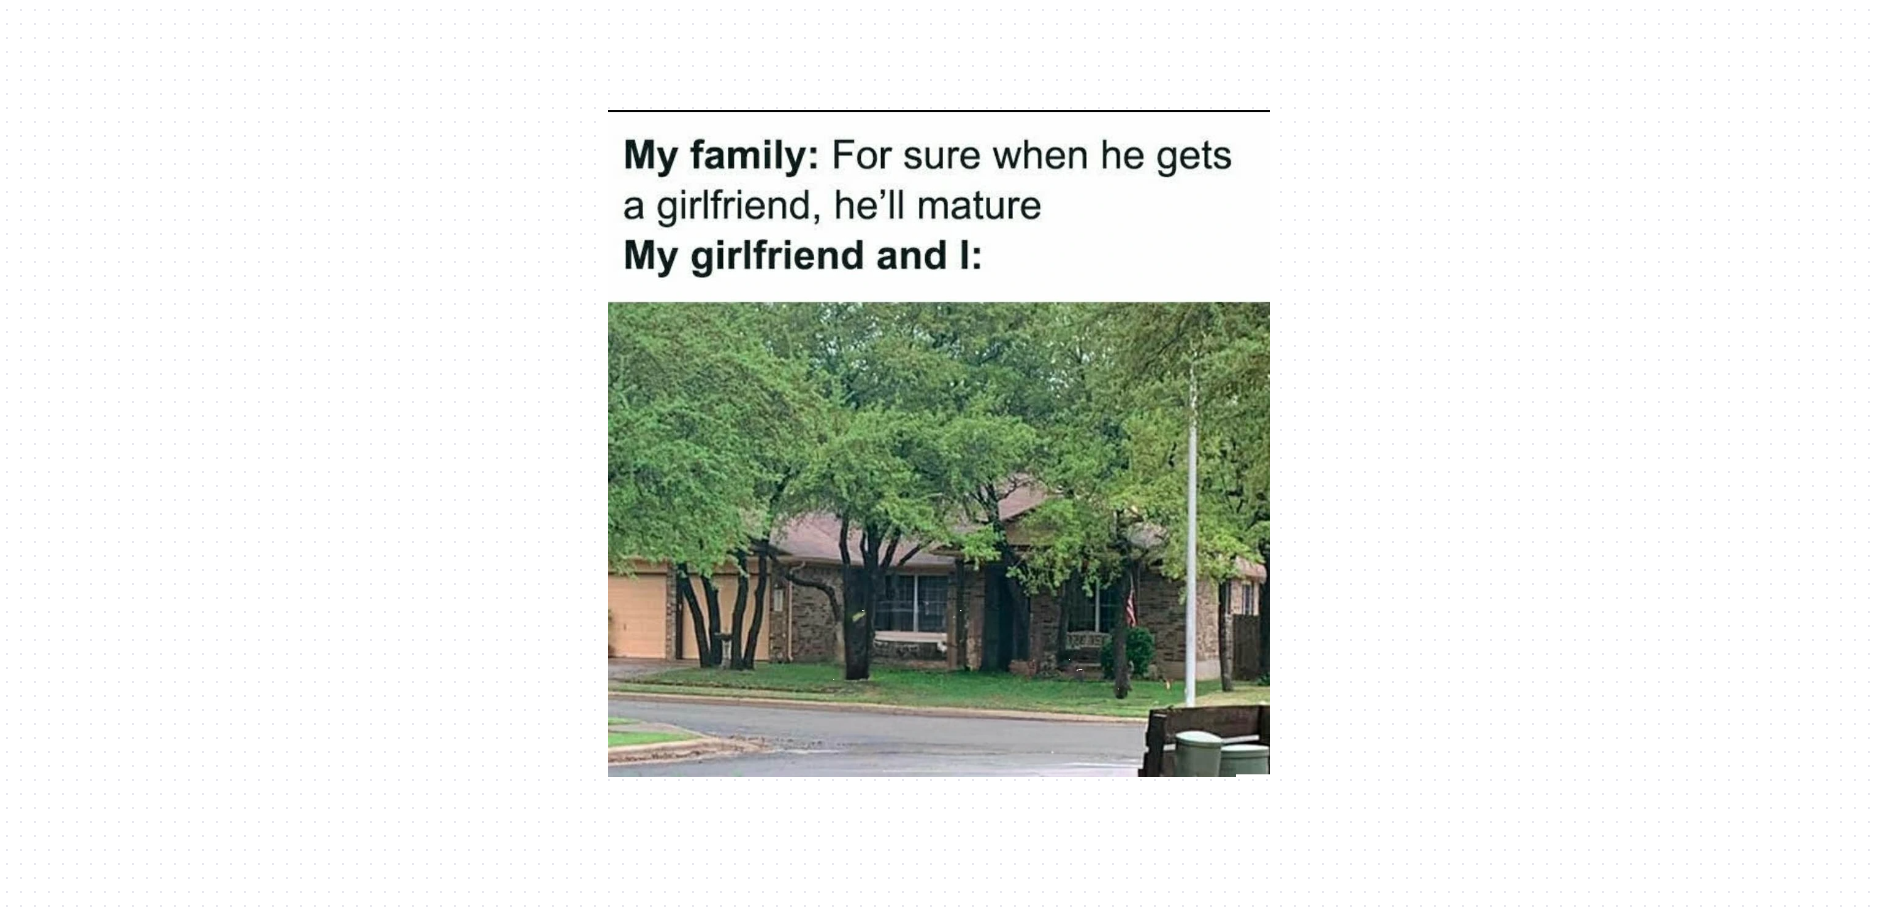 My family: For sure when he gets
a girlfriend, he’ll mature
My girlfriend and I: